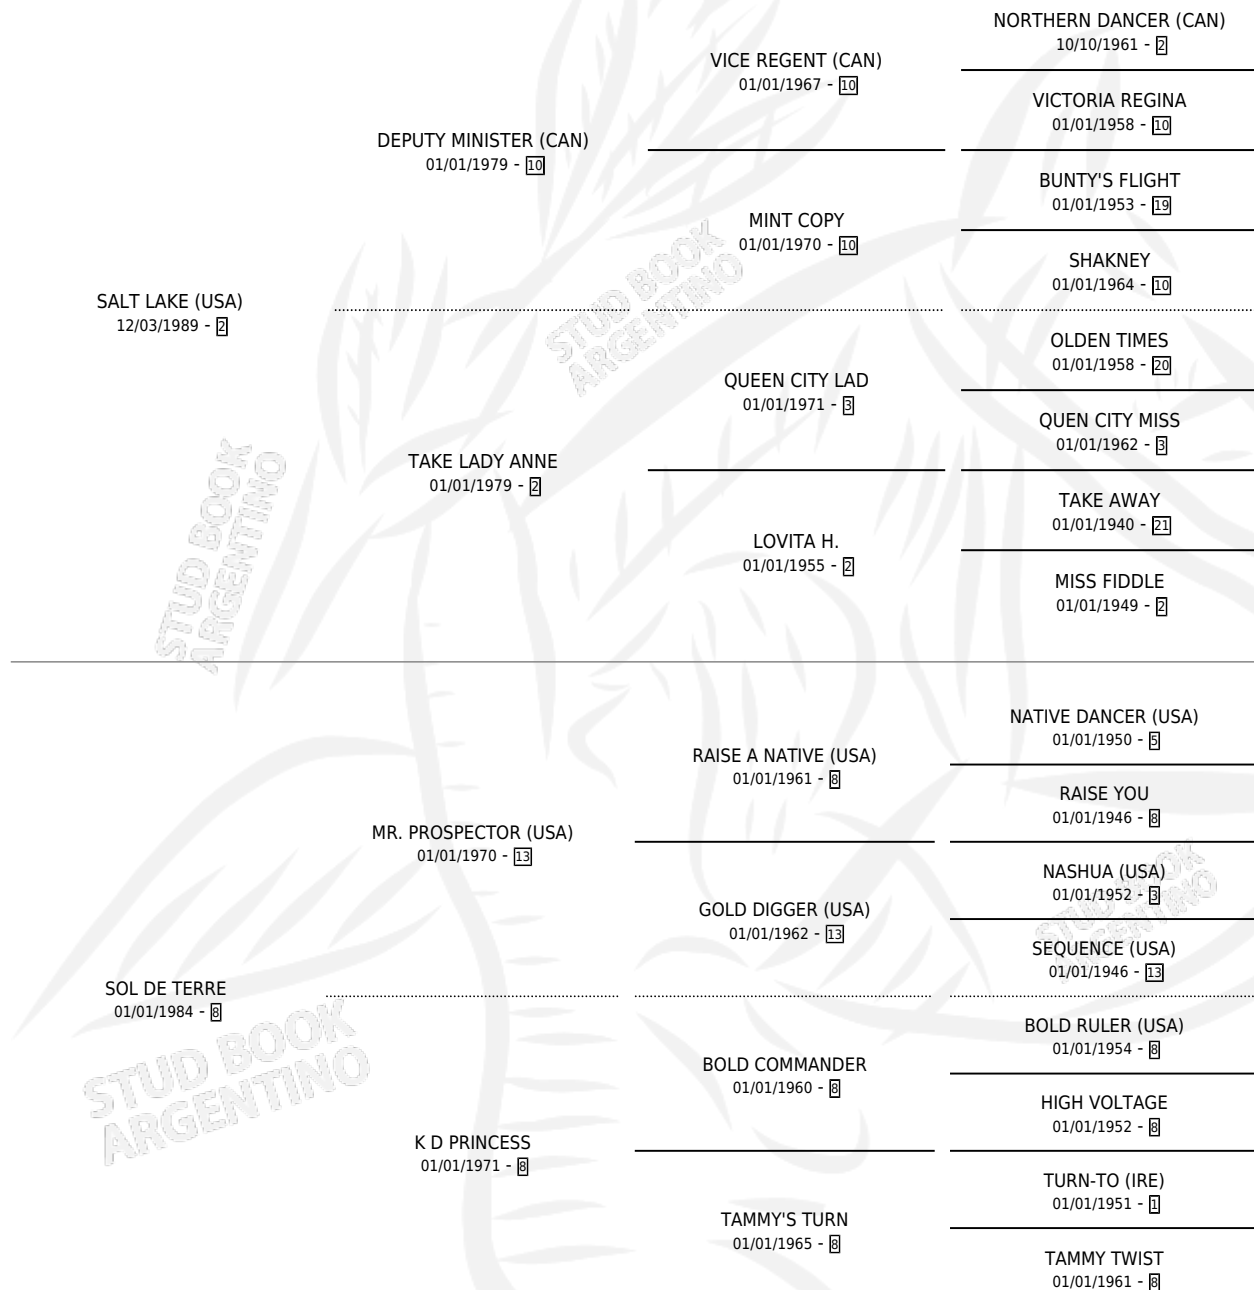 NORTHERN DANCER (CAN)
10/10/1961 - 2
VICE REGENT (CAN)
01/01/1967 - 10
VICTORIA REGINA
01/01/1958 - 10
DEPUTY MINISTER (CAN)
01/01/1979 - 10
BUNTY'S FLIGHT
01/01/1953 - 19
MINT COPY
01/01/1970 - 10
SHAKNEY
01/01/1964 - 10
SALT LAKE (USA)
12/03/1989 - 2
STUD BOOK
ARGENTINO
OLDEN TIMES
01/01/1958 - 20
QUEEN CITY LAD
01/01/1971 - 3
QUEN CITY MISS
01/01/1962 - 3
TAKE LADY ANNE
01/01/1979 - 2
TAKE AWAY
01/01/1940 - 21
LOVITA H.
01/01/1955 - 2
MISS FIDDLE
01/01/1949 - 2
STUD BOOK
ARGENTINO
NATIVE DANCER (USA)
01/01/1950 - 5
RAISE A NATIVE (USA)
01/01/1961 - 8
RAISE YOU
01/01/1946 - 8
MR. PROSPECTOR (USA)
01/01/1970 - 13
NASHUA (USA)
01/01/1952 - 3
STUD BOOK
ARGENTINO
GOLD DIGGER (USA)
01/01/1962 - 13
SEQUENCE (USA)
01/01/1946 - 13
SOL DE TERRE
01/01/1984 - 8
STUD BOOK
ARGENTINO
BOLD RULER (USA)
01/01/1954 - 8
BOLD COMMANDER
01/01/1960 - 8
HIGH VOLTAGE
01/01/1952 - 8
K D PRINCESS
01/01/1971 - 8
TURN-TO (IRE)
01/01/1951 - 1
TAMMY'S TURN
01/01/1965 - 8
TAMMY TWIST
01/01/1961 - 8